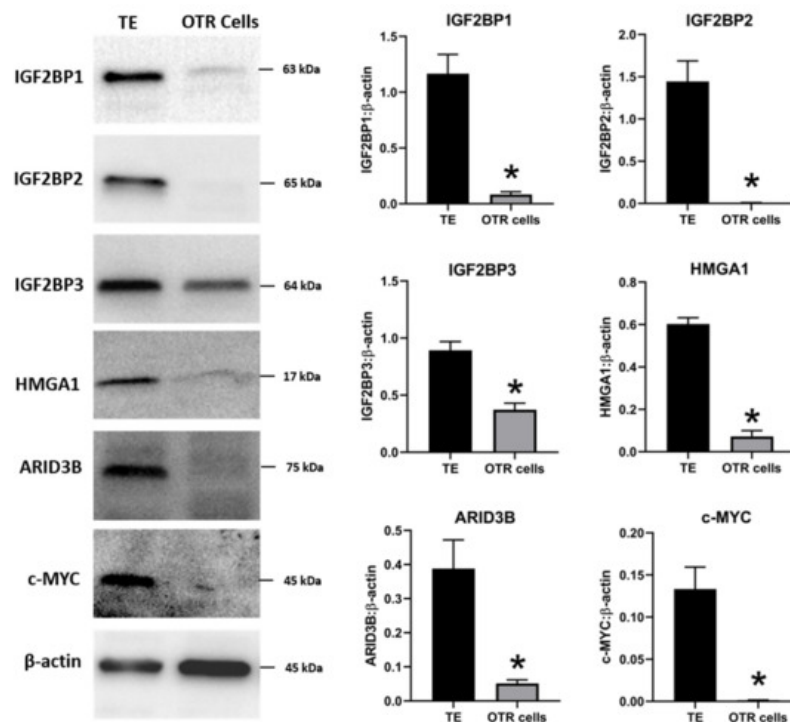 TE OTR Cells
IGF2BP1 63 kDa
IGF2BP2 65 kDa
IGF2BP3 64 kDa
HMGA1 17 kDa
ARID3B 75 kDa
c-MYC 45 kDa
β-actin 45 kDa
IGF2BP1
IGF2BP1:β-actin
1.5
1.0
0.5
0.0
*
TE OTR cells
IGF2BP2
IGF2BP2:β-actin
2.0
1.5
1.0
0.5
0.0
*
TE OTR cells
IGF2BP3
IGF2BP3:β-actin
1.5
1.0
0.5
0.0
*
TE OTR cells
HMGA1
HMGA1:β-actin
0.8
0.6
0.4
0.2
0.0
*
TE OTR cells
ARID3B
ARID3B:β-actin
0.5
0.4
0.3
0.2
0.1
0.0
*
TE OTR cells
c-MYC
c-MYC:β-actin
0.20
0.15
0.10
0.05
0.00
*
TE OTR cells